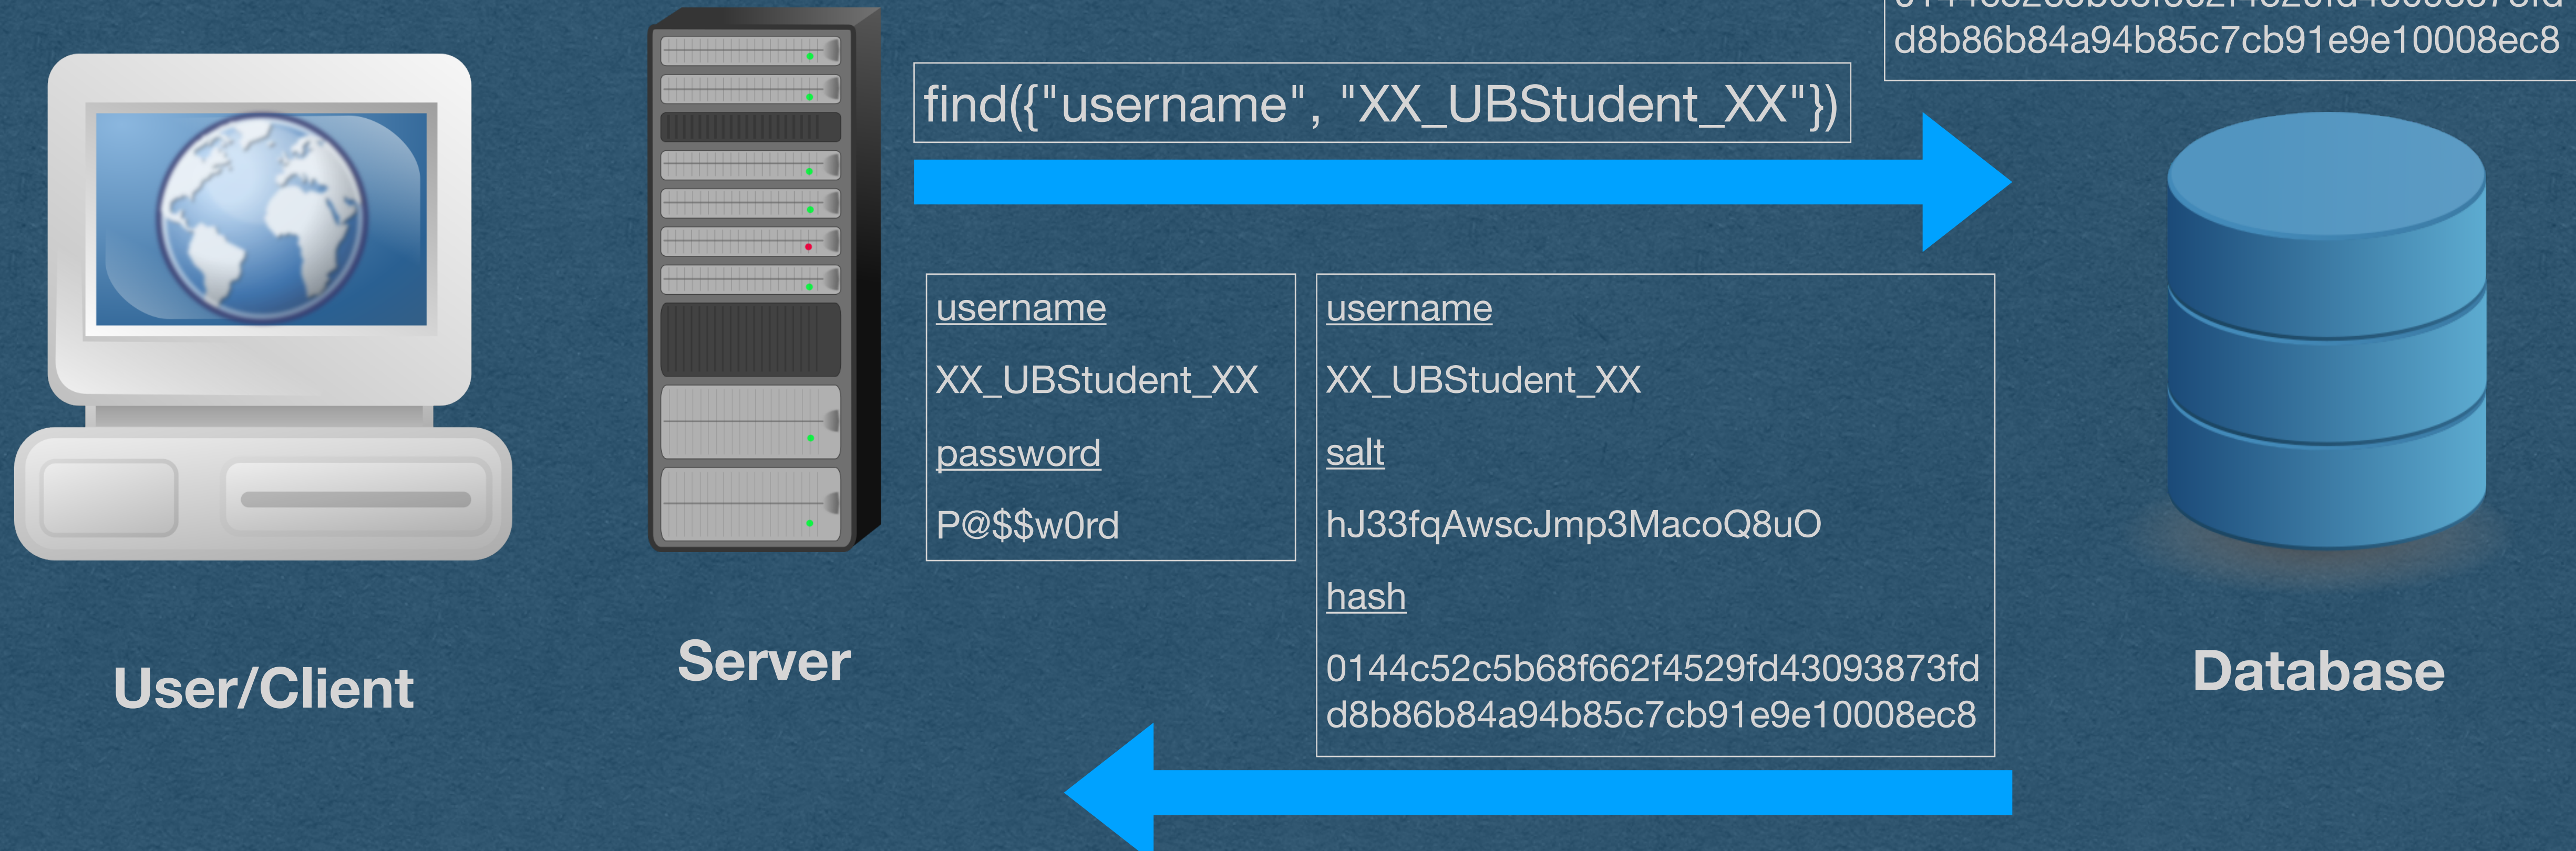 d8b86b84a94b85c7cb91e9e10008ec8
find({"username", "XX_UBStudent_XX"})
username
XX_UBStudent_XX
password
P@$$w0rd
username
XX_UBStudent_XX
salt
hJ33fqAwscJmp3MacoQ8uO
hash
0144c52c5b68f662f4529fd43093873fd
d8b86b84a94b85c7cb91e9e10008ec8
User/Client
Server
Database